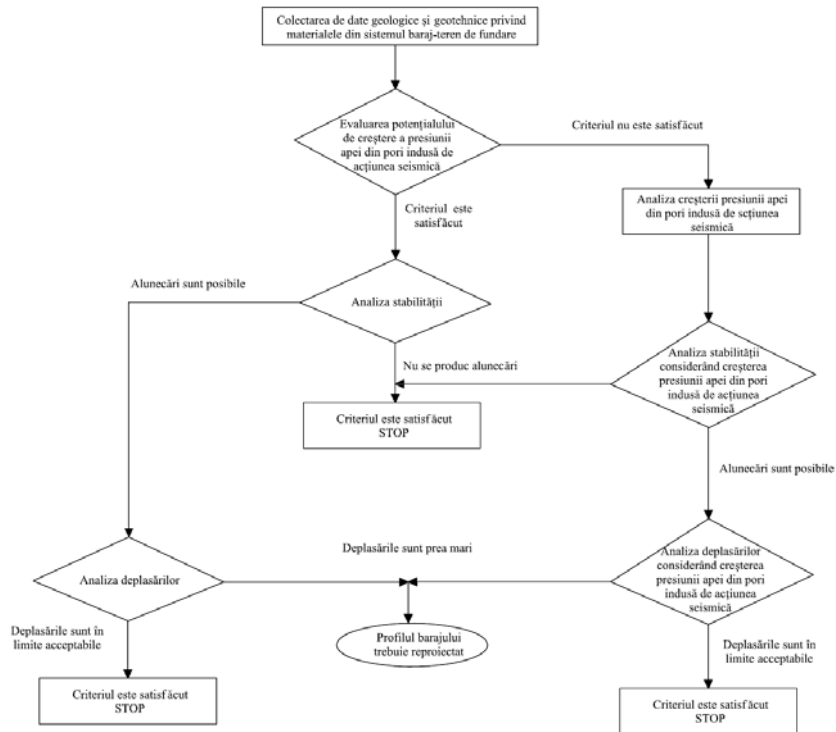 Colectarea de date geologice și geotehnice privind
materialele din sistemul baraj-teren de fundare
Evaluarea potențialului
de creștere a presiunii
apei din pori indusă de
acțiunea seismică
Criteriul nu este satisfăcut
Criteriul este
satisfăcut
Analiza creșterii presiunii apei
din pori indusă de scțiunea
seismică
Alunecări sunt posibile
Analiza stabilității
Nu se produc alunecări
Analiza stabilității
considerând creșterea
presiunii apei din pori
indusă de acțiunea
seismică
Criteriul este satisfăcut
STOP
Alunecări sunt posibile
Deplasările sunt prea mari
Analiza deplasărilor
Analiza deplasărilor
considerând creșterea
presiunii apei din pori
indusă de acțiunea
seismică
Deplasările sunt în
limite acceptabile
Profilul barajului
trebuie reproiectat
Deplasările sunt în
limite acceptabile
Criteriul este satisfăcut
STOP
Criteriul este satisfăcut
STOP